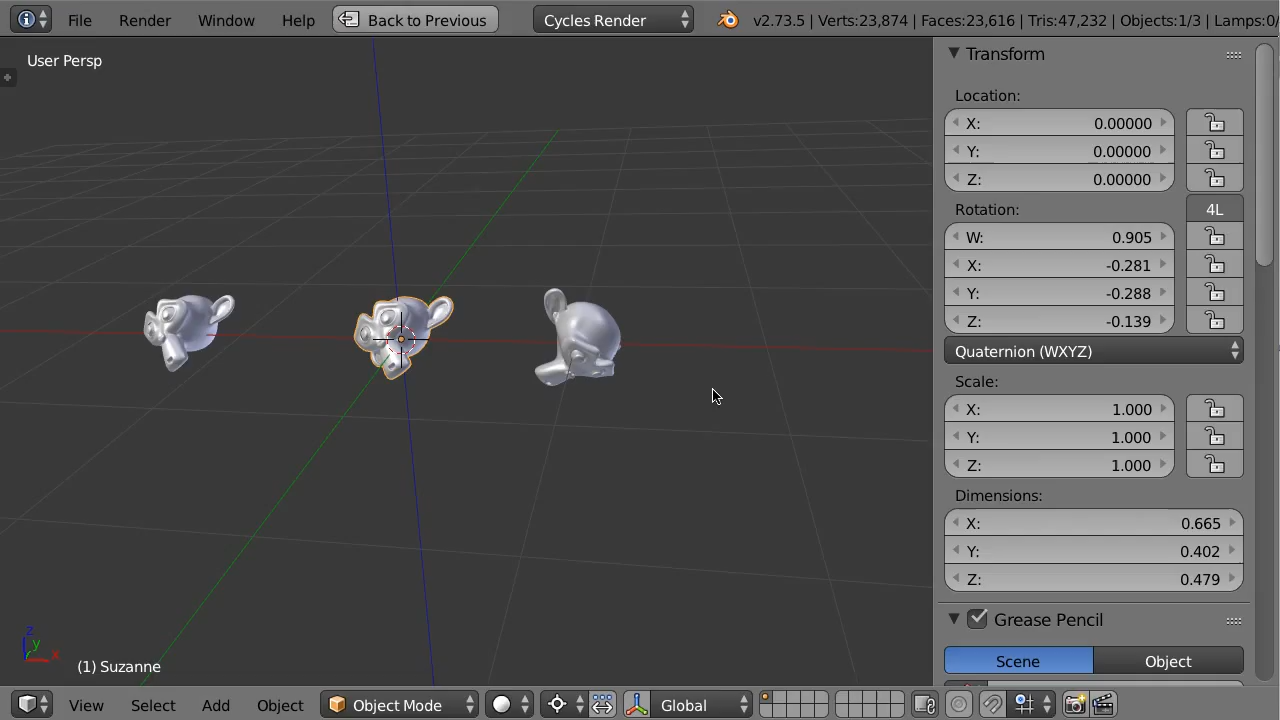 File Render Window Help Back to Previous Cycles Render v2.73.5 | Verts:23,874 | Faces:23,616 | Tris:47,232 | Objects:1/3 | Lamps:0/
User Persp
Transform
Location:
X: 0.00000
Y: 0.00000
Z: 0.00000
Rotation: 4L
W: 0.905
X: -0.281
Y: -0.288
Z: -0.139
Quaternion (WXYZ)
Scale:
X: 1.000
Y: 1.000
Z: 1.000
Dimensions:
X: 0.665
Y: 0.402
Z: 0.479
Grease Pencil
Scene Object
z
y
x
(1) Suzanne
View Select Add Object Object Mode Global